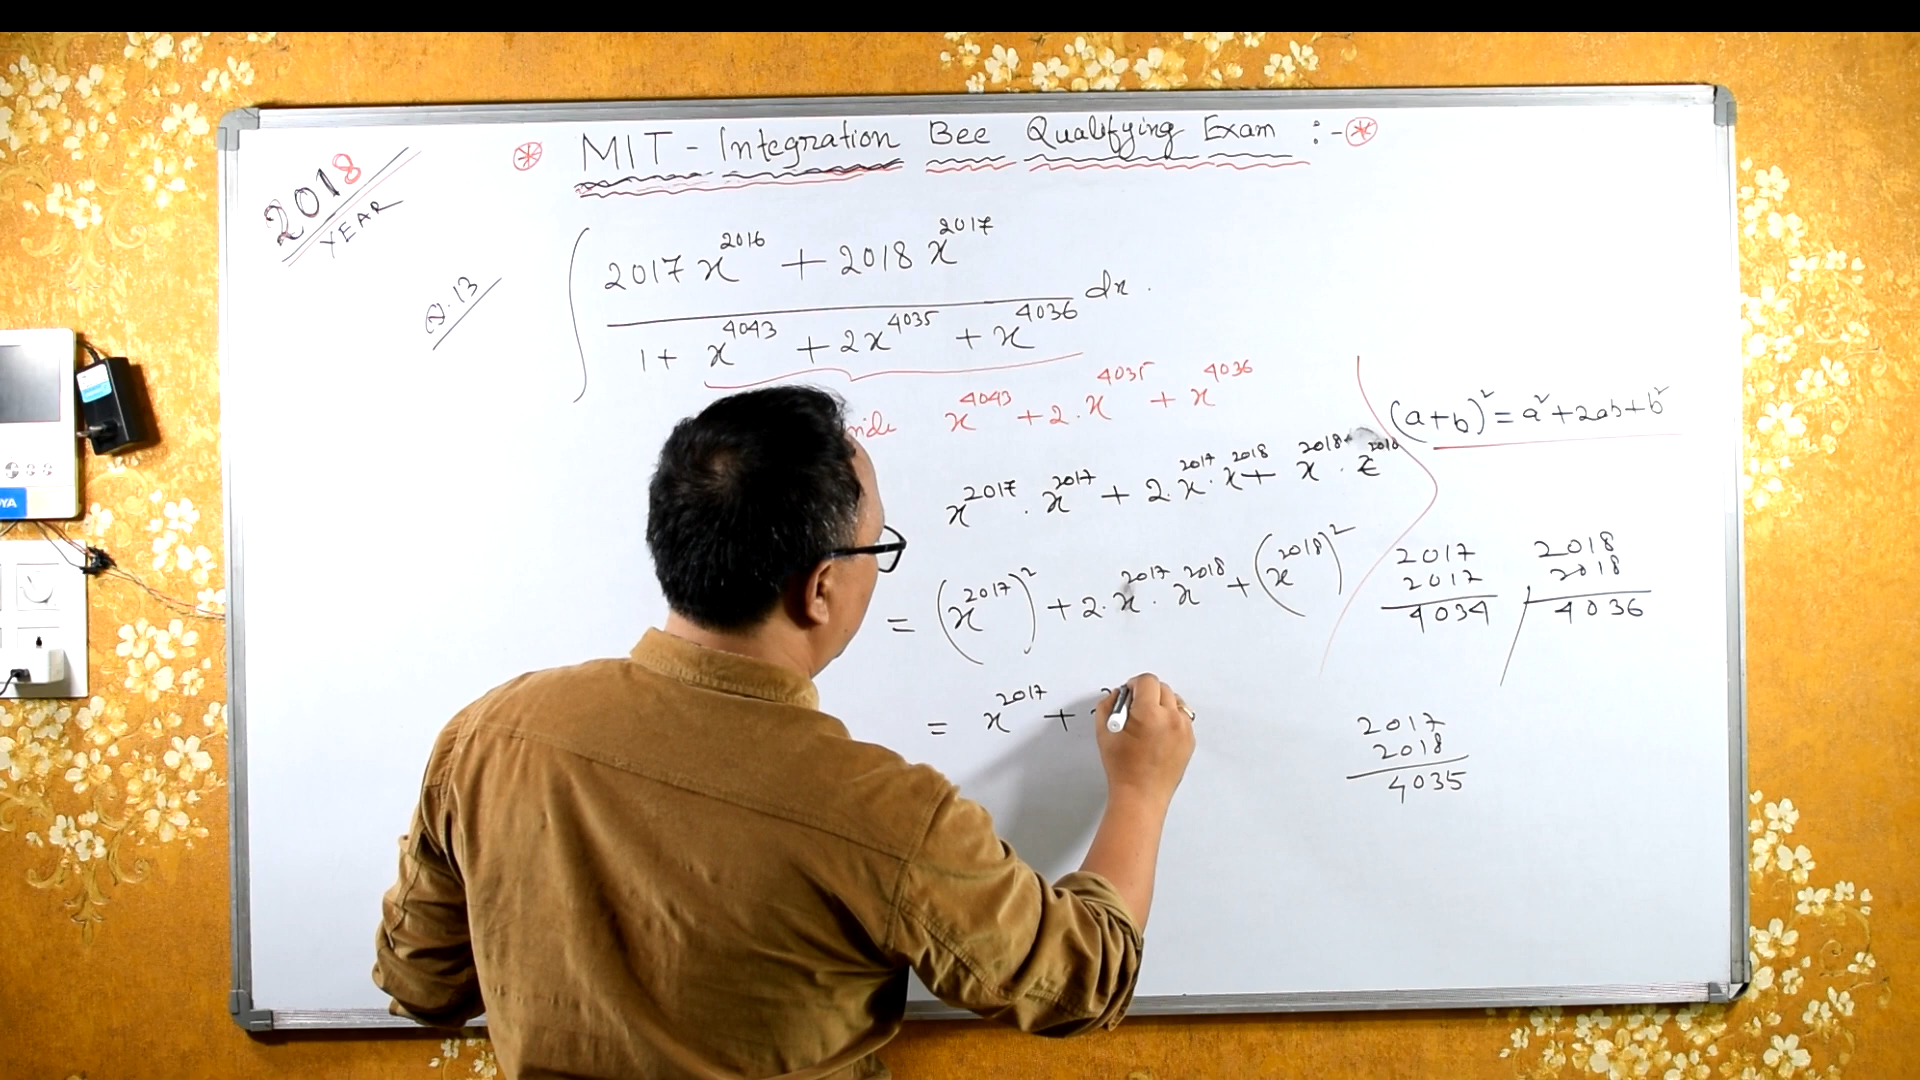 * MIT - Integration Bee Qualifying Exam :- *
2018
YEAR
Q.13
∫ (2017 x^2016 + 2018 x^2017) / (1 + x^4043 + 2x^4035 + x^4036) dx.
x^4043 + 2.x^4035 + x^4036
(a+b)² = a² + 2ab + b²
x^2017 . x^2017 + 2.x^2017 . x^2018 + x^2018 . x^2018
= (x^2017)² + 2.x^2017 . x^2018 + (x^2018)²
= x^2017 +
2017
2017
4034
2018
2018
4036
2017
2018
4035